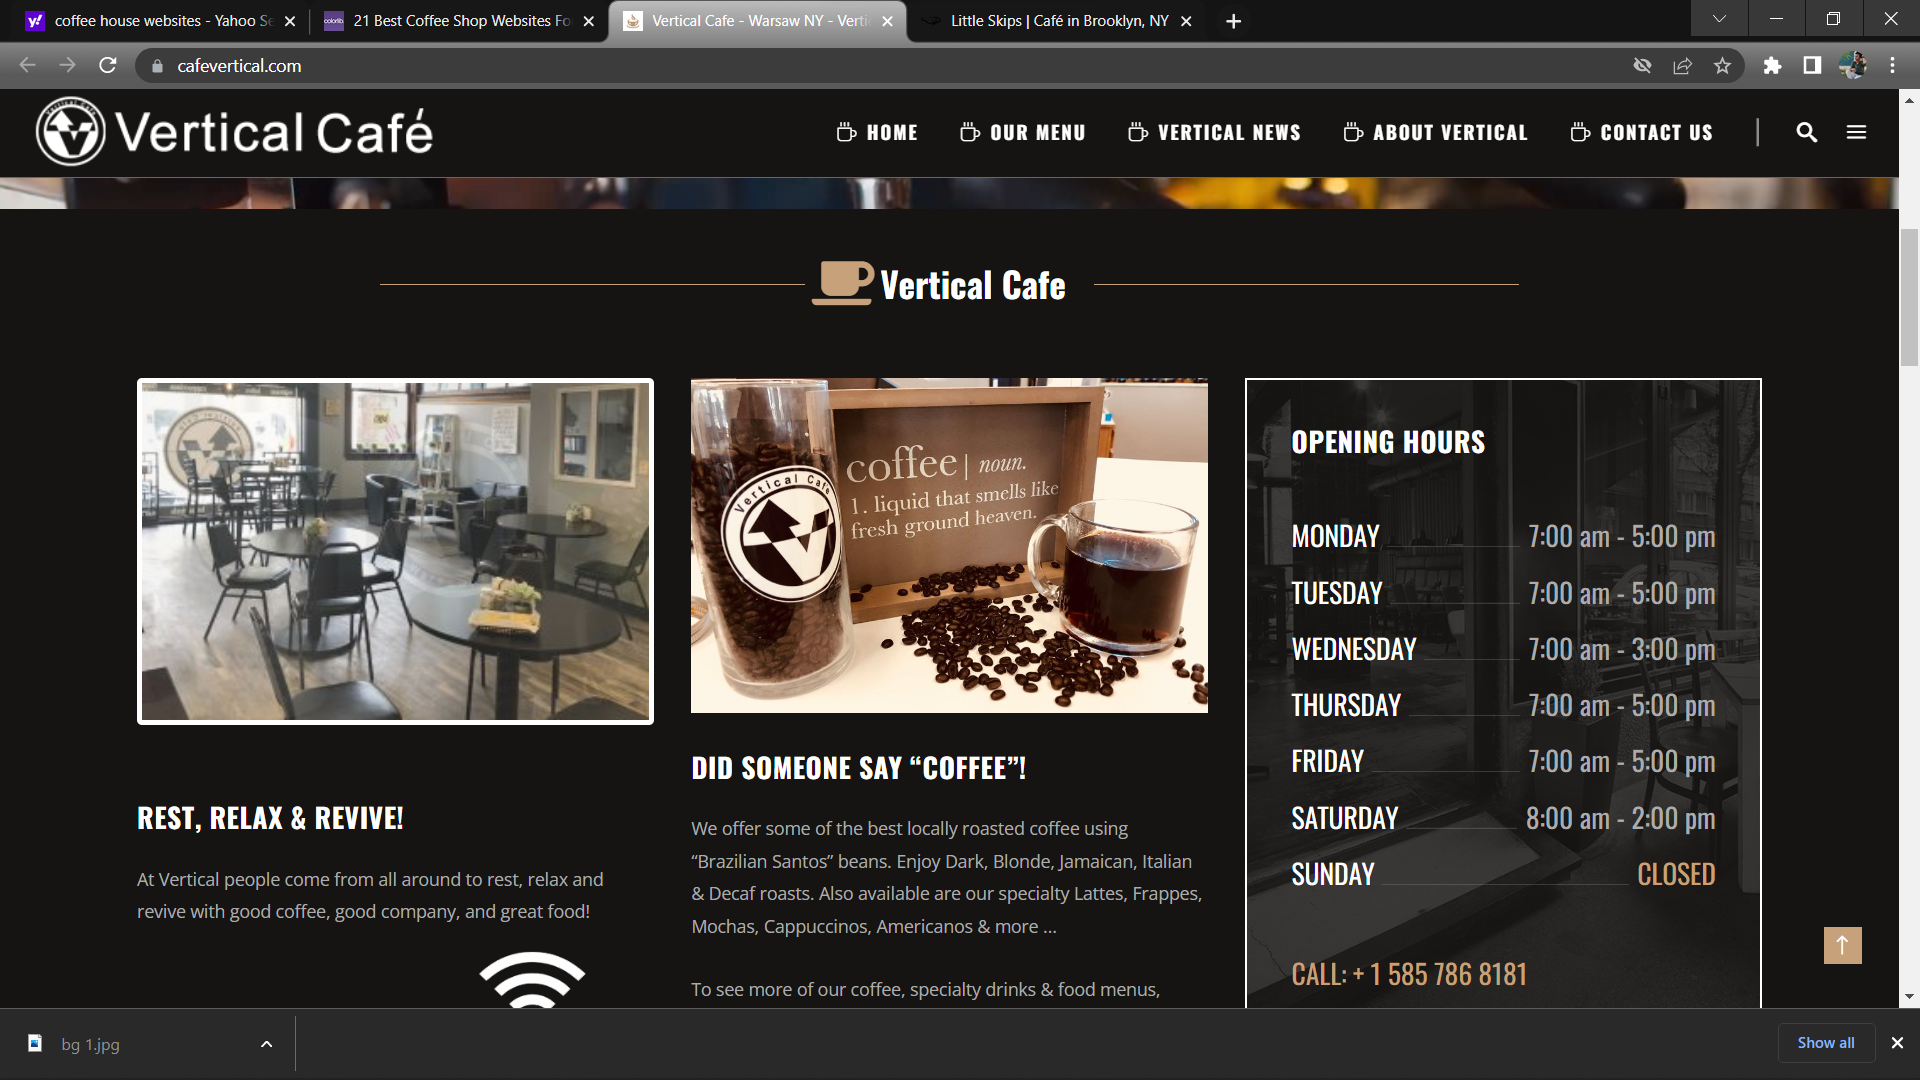 coffee house websites - Yahoo Se
21 Best Coffee Shop Websites Fo
Vertical Cafe - Warsaw NY - Verti
Little Skips | Café in Brooklyn, NY
cafevertical.com
Vertical Café
HOME
OUR MENU
VERTICAL NEWS
ABOUT VERTICAL
CONTACT US
Vertical Cafe
Vertical Cafe
coffee | noun.
1. liquid that smells like
fresh ground heaven.
REST, RELAX & REVIVE!
At Vertical people come from all around to rest, relax and
revive with good coffee, good company, and great food!
DID SOMEONE SAY “COFFEE”!
We offer some of the best locally roasted coffee using
“Brazilian Santos” beans. Enjoy Dark, Blonde, Jamaican, Italian
& Decaf roasts. Also available are our specialty Lattes, Frappes,
Mochas, Cappuccinos, Americanos & more ...
To see more of our coffee, specialty drinks & food menus,
OPENING HOURS
MONDAY 7:00 am - 5:00 pm
TUESDAY 7:00 am - 5:00 pm
WEDNESDAY 7:00 am - 3:00 pm
THURSDAY 7:00 am - 5:00 pm
FRIDAY 7:00 am - 5:00 pm
SATURDAY 8:00 am - 2:00 pm
SUNDAY CLOSED
CALL: + 1 585 786 8181
bg 1.jpg
Show all